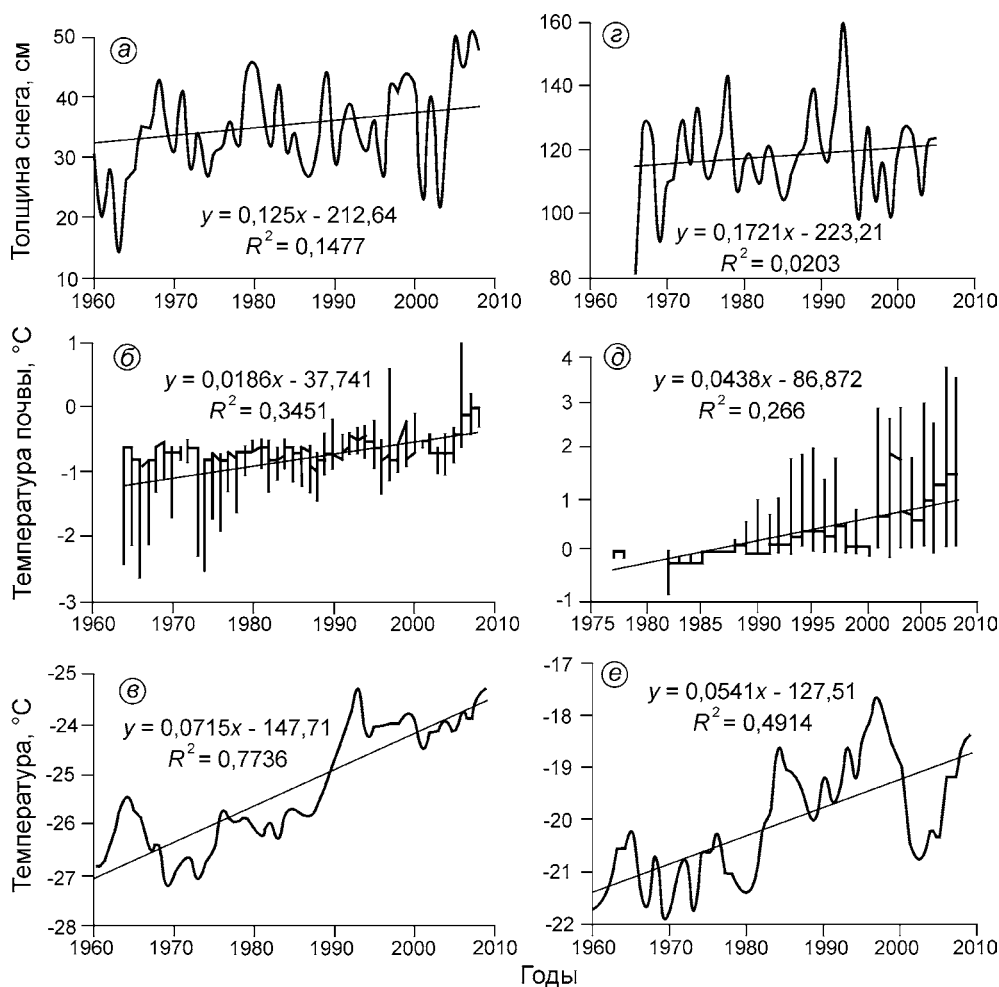 Толщина снега, см
а
50
40
30
20
10
y = 0,125x - 212,64
R² = 0,1477
1960 1970 1980 1990 2000 2010
г
160
140
120
100
80
y = 0,1721x - 223,21
R² = 0,0203
1960 1970 1980 1990 2000 2010
Температура почвы, °C
б
1
0
-1
-2
-3
y = 0,0186x - 37,741
R² = 0,3451
1960 1970 1980 1990 2000 2010
д
4
3
2
1
0
-1
y = 0,0438x - 86,872
R² = 0,266
1975 1980 1985 1990 1995 2000 2005 2010
Температура, °C
в
-25
-24
-25
-26
-27
-28
y = 0,0715x - 147,71
R² = 0,7736
1960 1970 1980 1990 2000 2010
е
-17
-18
-19
-20
-21
-22
y = 0,0541x - 127,51
R² = 0,4914
1960 1970 1980 1990 2000 2010
Годы